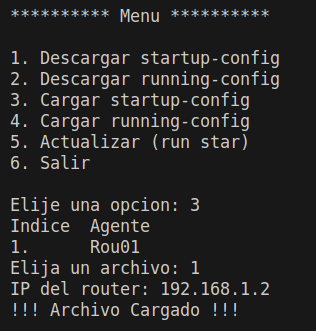 ********** Menu **********
1. Descargar startup-config
2. Descargar running-config
3. Cargar startup-config
4. Cargar running-config
5. Actualizar (run star)
6. Salir
Elije una opcion: 3
Indice  Agente
1.      Rou01
Elija un archivo: 1
IP del router: 192.168.1.2
!!! Archivo Cargado !!!